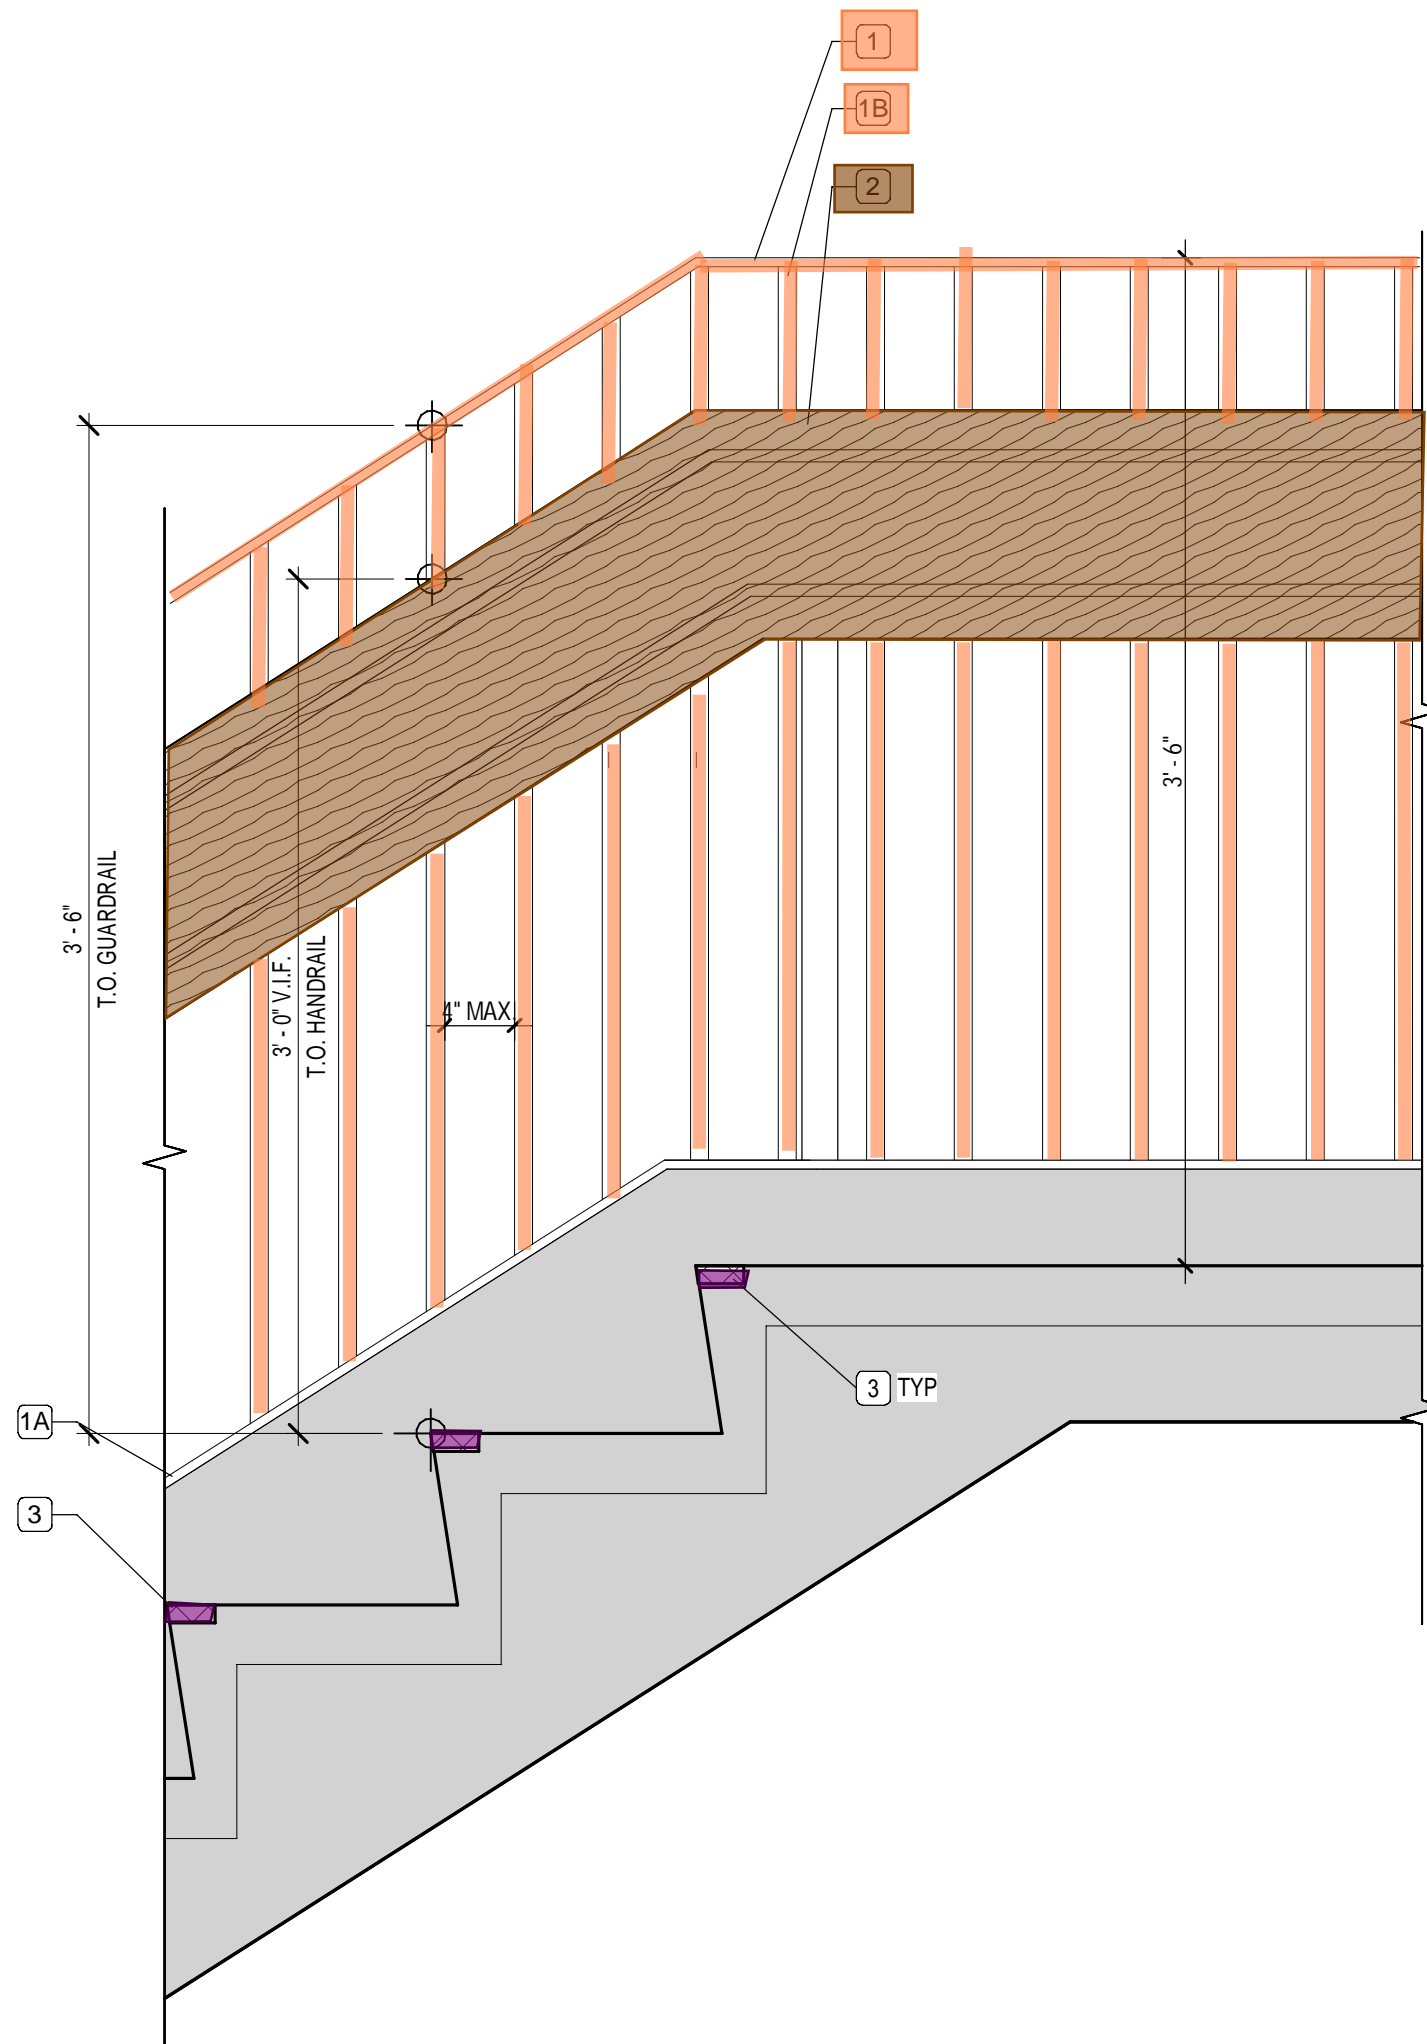 1
1B
2
3' - 6"
T.O. GUARDRAIL
3' - 0" V.I.F.
T.O. HANDRAIL
4" MAX.
3' - 6"
3 TYP
1A
3